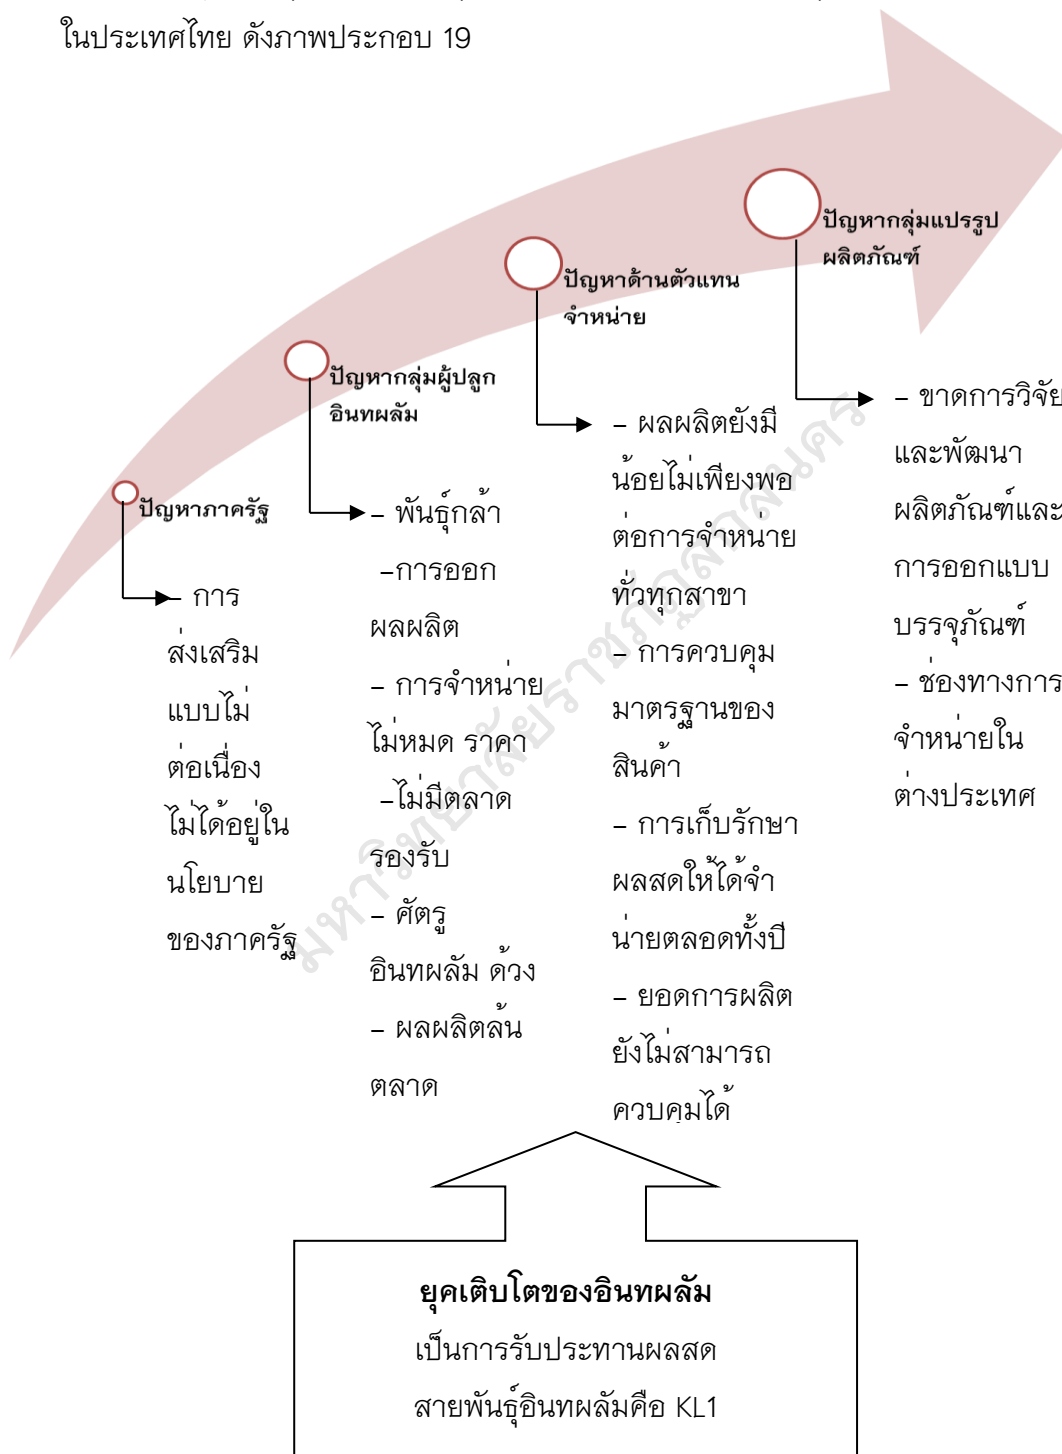 ในประเทศไทย ดังภาพประกอบ 19
ปัญหาภาครัฐ
– การ
ส่งเสริม
แบบไม่
ต่อเนื่อง
ไม่ได้อยู่ใน
นโยบาย
ของภาครัฐ
ปัญหากลุ่มผู้ปลูก
อินทผลัม
– พันธุ์กล้า
–การออก
ผลผลิต
– การจำหน่าย
ไม่หมด ราคา
–ไม่มีตลาด
รองรับ
– ศัตรู
อินทผลัม ด้วง
– ผลผลิตล้น
ตลาด
ปัญหาด้านตัวแทน
จำหน่าย
– ผลผลิตยังมี
น้อยไม่เพียงพอ
ต่อการจำหน่าย
ทั่วทุกสาขา
– การควบคุม
มาตรฐานของ
สินค้า
– การเก็บรักษา
ผลสดให้ได้จำ
น่ายตลอดทั้งปี
– ยอดการผลิต
ยังไม่สามารถ
ควบคุมได้
ปัญหากลุ่มแปรรูป
ผลิตภัณฑ์
– ขาดการวิจัย
และพัฒนา
ผลิตภัณฑ์และ
การออกแบบ
บรรจุภัณฑ์
– ช่องทางการ
จำหน่ายใน
ต่างประเทศ
มหาวิทยาลัยราชภัฏสกลนคร
ยุคเติบโตของอินทผลัม
เป็นการรับประทานผลสด
สายพันธุ์อินทผลัมคือ KL1